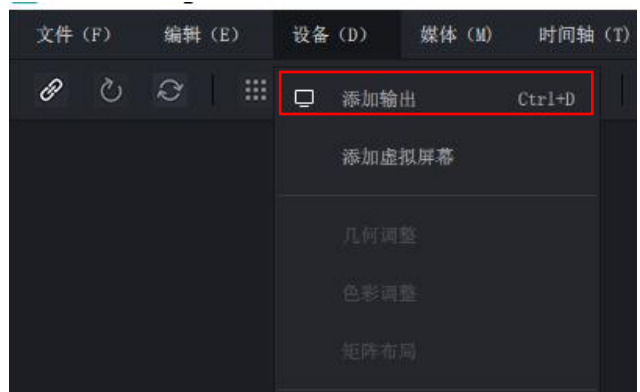 文件（F） 编辑（E） 设备（D） 媒体（M） 时间轴（T）
添加输出 Ctrl+D
添加虚拟屏幕
几何调整
色彩调整
矩阵布局